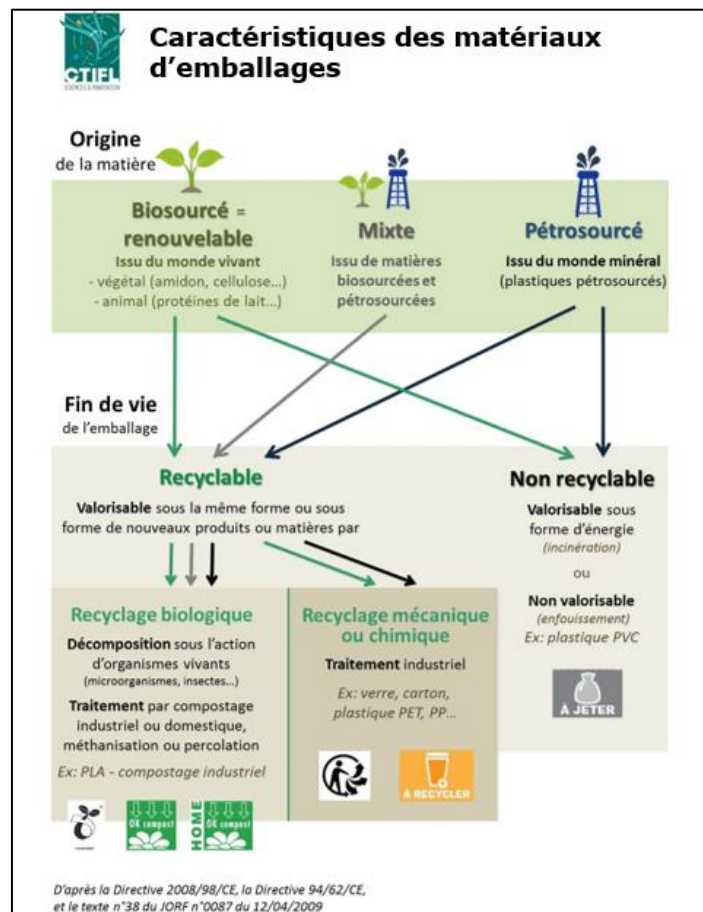 CTIFL
SCIENCES & INNOVATION
Caractéristiques des matériaux
d'emballages
Origine
de la matière
Biosourcé =
renouvelable
Issu du monde vivant
- végétal (amidon, cellulose...)
- animal (protéines de lait...)
Mixte
Issu de matières
biosourcées et
pétrosourcées
Pétrosourcé
Issu du monde minéral
(plastiques pétrosourcés)
Fin de vie
de l'emballage
Recyclable
Valorisable sous la même forme ou sous
forme de nouveaux produits ou matières par
Non recyclable
Valorisable sous
forme d'énergie
(incinération)
ou
Non valorisable
(enfouissement)
Ex: plastique PVC
À JETER
Recyclage biologique
Décomposition sous l'action
d'organismes vivants
(microorganismes, insectes...)
Traitement par compostage
industriel ou domestique,
méthanisation ou percolation
Ex: PLA - compostage industriel
OK compost
OK compost
HOME
Recyclage mécanique
ou chimique
Traitement industriel
Ex: verre, carton,
plastique PET, PP...
À RECYCLER
D'après la Directive 2008/98/CE, la Directive 94/62/CE,
et le texte n°38 du JORF n°0087 du 12/04/2009